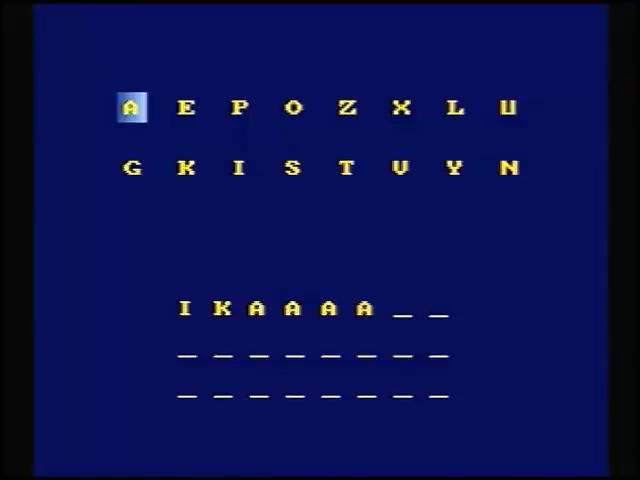 A E P O Z X L U
G K I S T V Y N
I K A A A A _ _
_ _ _ _ _ _ _ _
_ _ _ _ _ _ _ _